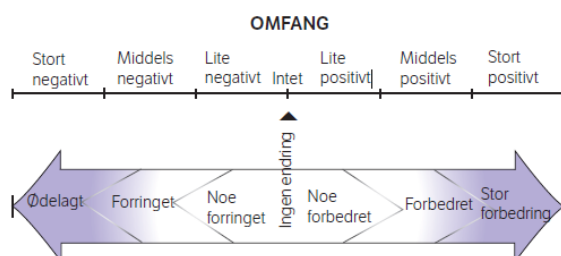 OMFANG
Stort Middels Lite Lite Middels Stort
negativt negativt negativt Intet positivt positivt positivt
Ingen endring
Ødelagt Forringet Noe forringet Noe forbedret Forbedret Stor forbedring